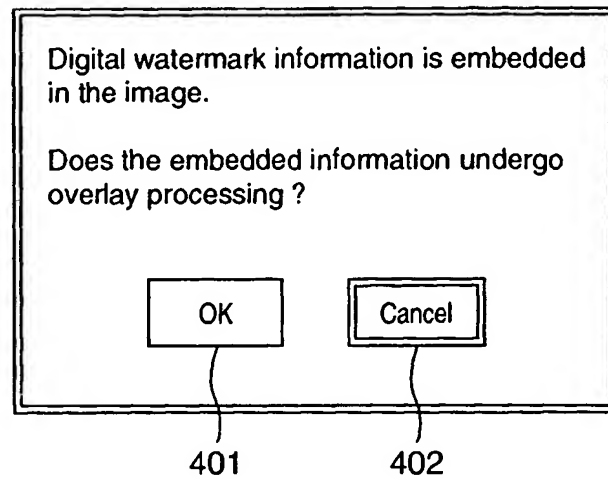 Digital watermark information is embedded
in the image.
Does the embedded information undergo
overlay processing ?
OK Cancel
401 402